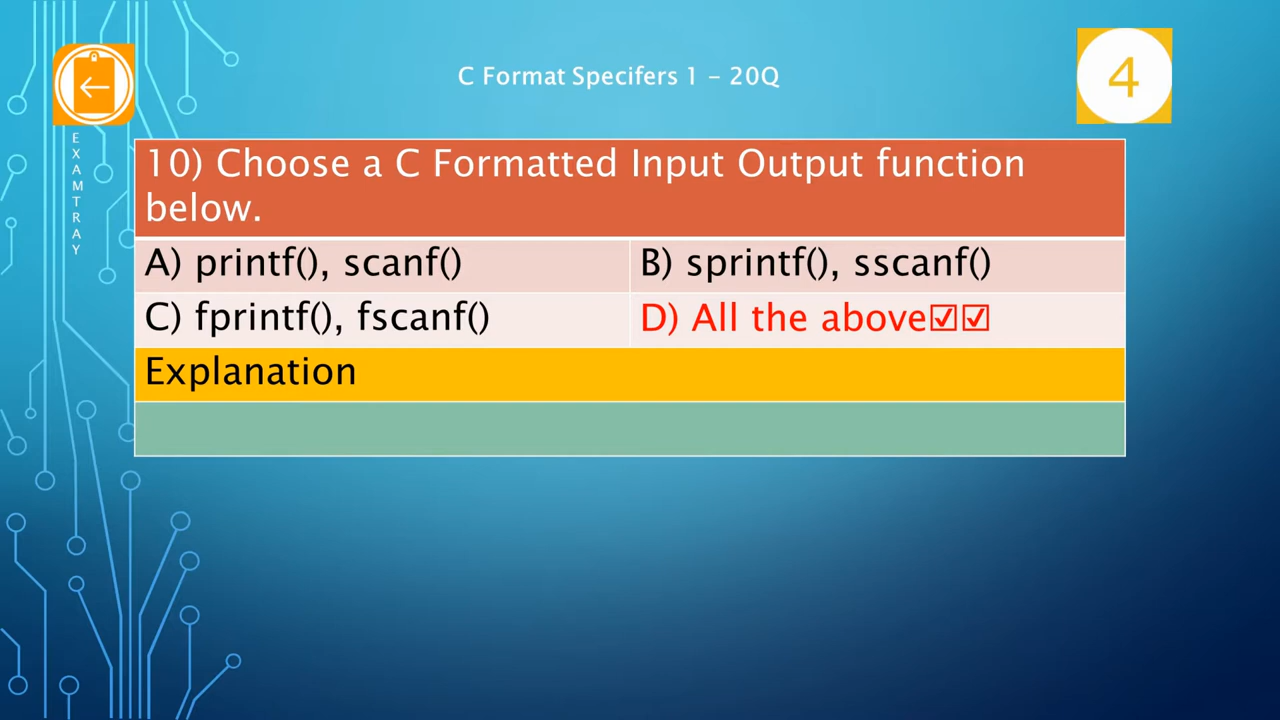 C Format Specifers 1 - 20Q
4
EXAMTRAY
10) Choose a C Formatted Input Output function
below.
A) printf(), scanf()
B) sprintf(), sscanf()
C) fprintf(), fscanf()
D) All the above☑☑
Explanation